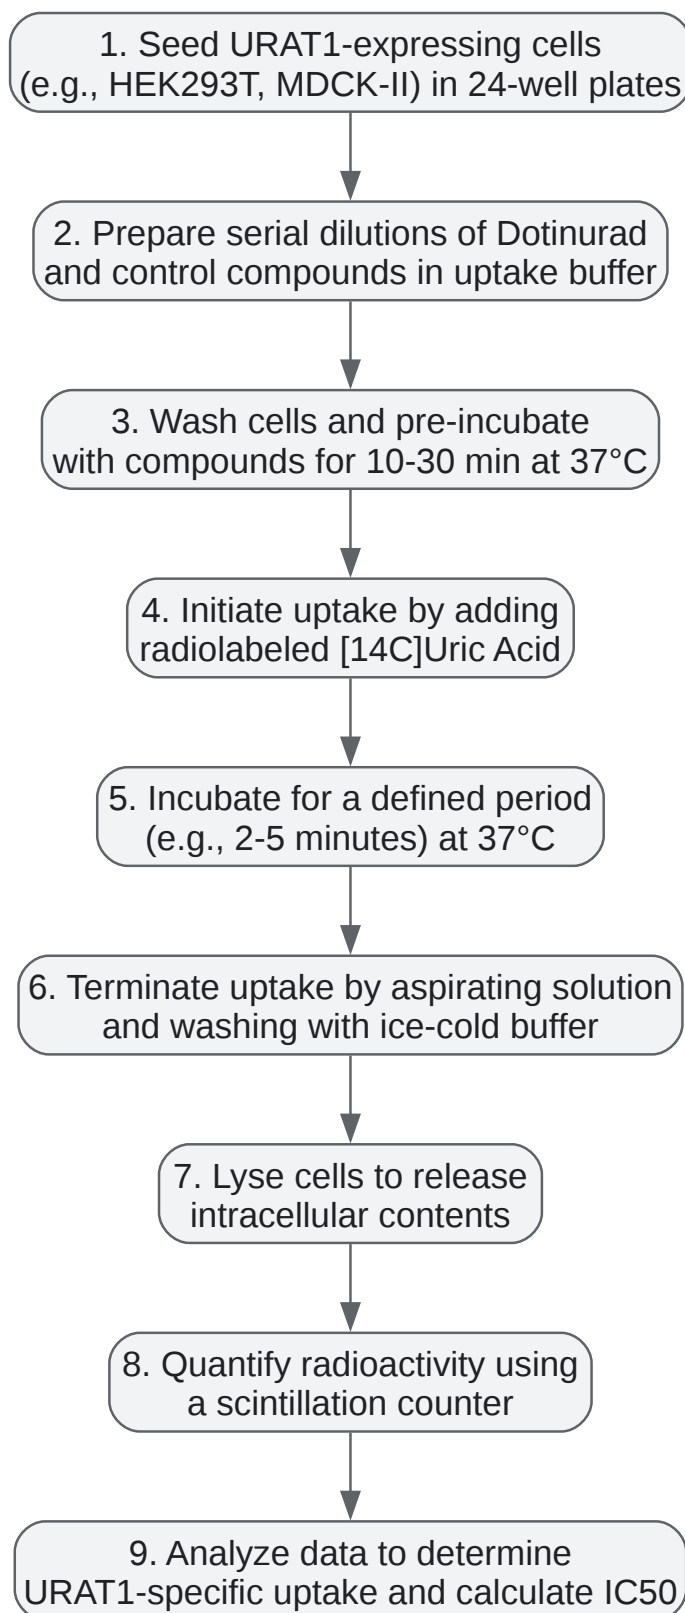 1. Seed URAT1-expressing cells
(e.g., HEK293T, MDCK-II) in 24-well plates
2. Prepare serial dilutions of Dotinurad
and control compounds in uptake buffer
3. Wash cells and pre-incubate
with compounds for 10-30 min at 37°C
4. Initiate uptake by adding
radiolabeled [14C]Uric Acid
5. Incubate for a defined period
(e.g., 2-5 minutes) at 37°C
6. Terminate uptake by aspirating solution
and washing with ice-cold buffer
7. Lyse cells to release
intracellular contents
8. Quantify radioactivity using
a scintillation counter
9. Analyze data to determine
URAT1-specific uptake and calculate IC50